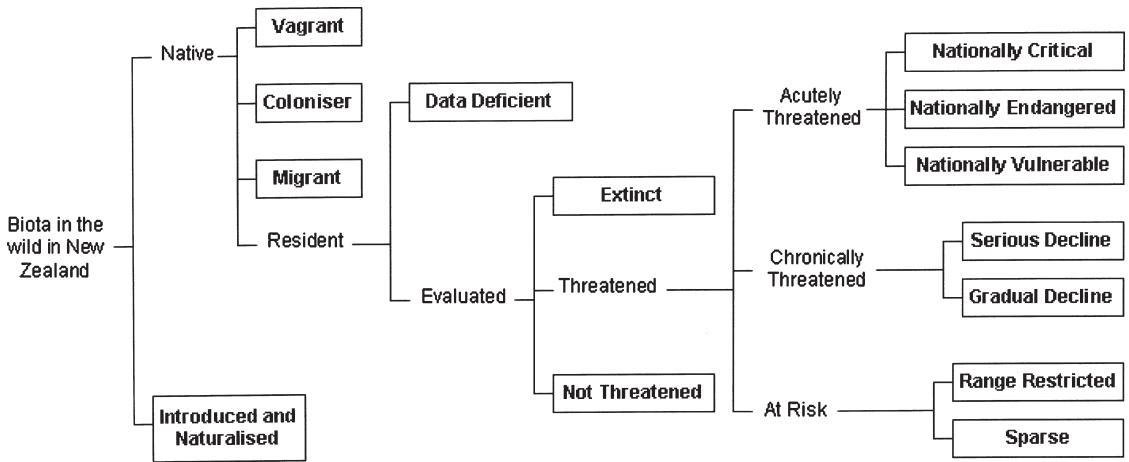 Biota in the
wild in New
Zealand
Native
Vagrant
Coloniser
Migrant
Resident
Introduced and
Naturalised
Data Deficient
Evaluated
Extinct
Threatened
Not Threatened
Acutely
Threatened
Nationally Critical
Nationally Endangered
Nationally Vulnerable
Chronically
Threatened
Serious Decline
Gradual Decline
At Risk
Range Restricted
Sparse